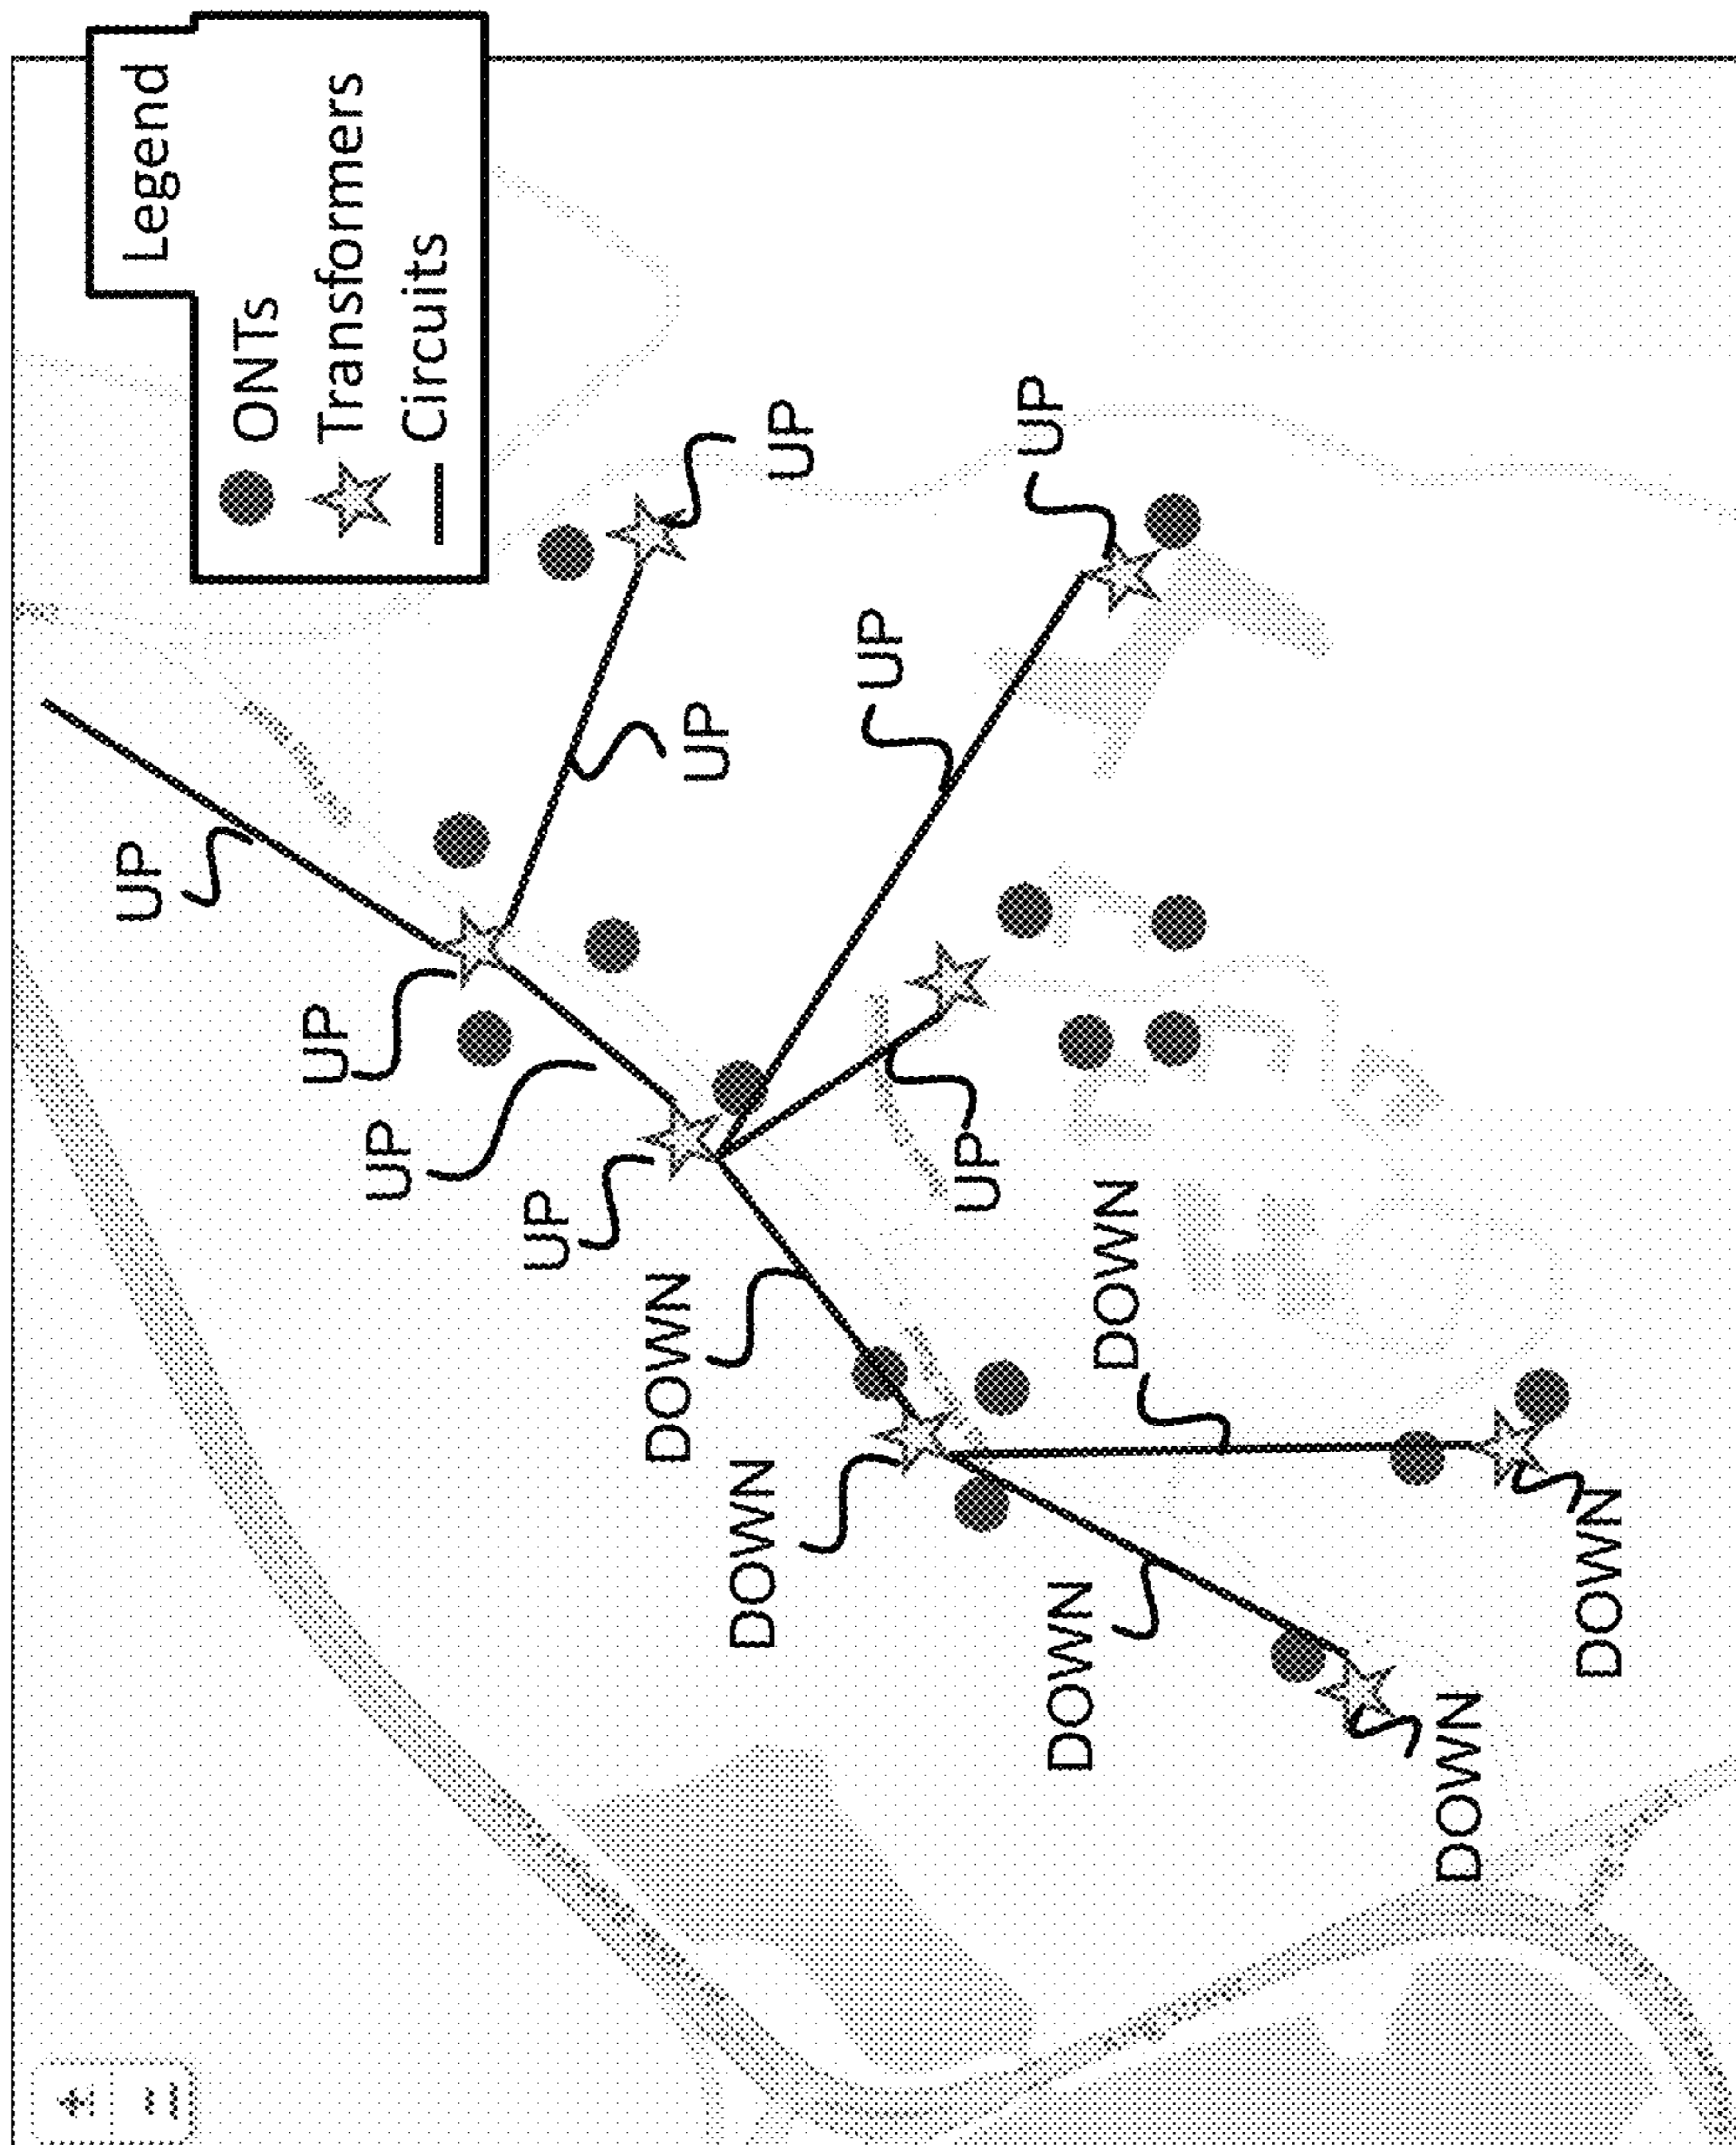 +
−
Legend
ONTs
Transformers
Circuits
UP
UP
UP
UP
DOWN
UP
DOWN
UP
UP
UP
UP
DOWN
DOWN
DOWN
DOWN